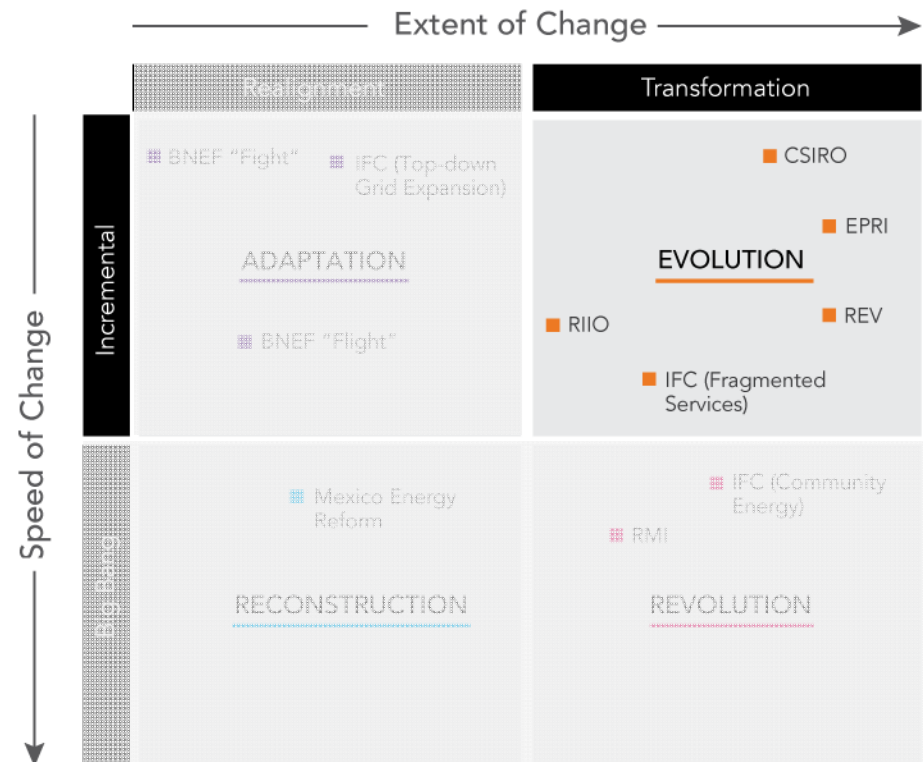 Extent of Change
Realignment
Transformation
Speed of Change
Incremental
BNEF "Fight"
IFC (Top-down
Grid Expansion)
ADAPTATION
BNEF "Flight"
CSIRO
EPRI
EVOLUTION
REV
RIIO
IFC (Fragmented
Services)
Big Bang
Mexico Energy
Reform
RECONSTRUCTION
IFC (Community
Energy)
RMI
REVOLUTION